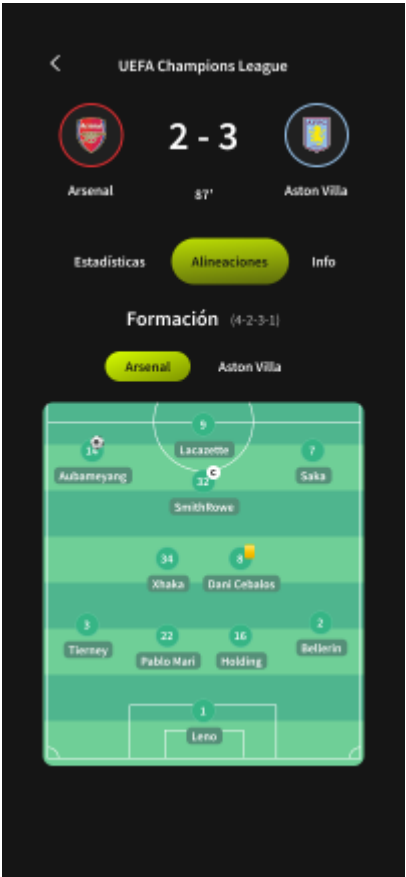 UEFA Champions League
2 - 3
Arsenal
87'
Aston Villa
Estadísticas
Alineaciones
Info
Formación (4-2-3-1)
Arsenal
Aston Villa
9
Lacazette
14
Aubameyang
7
Saka
C
32
SmithRowe
34
Xhaka
8
Dani Cebalos
3
Tierney
22
Pablo Mari
16
Holding
2
Bellerin
1
Leno